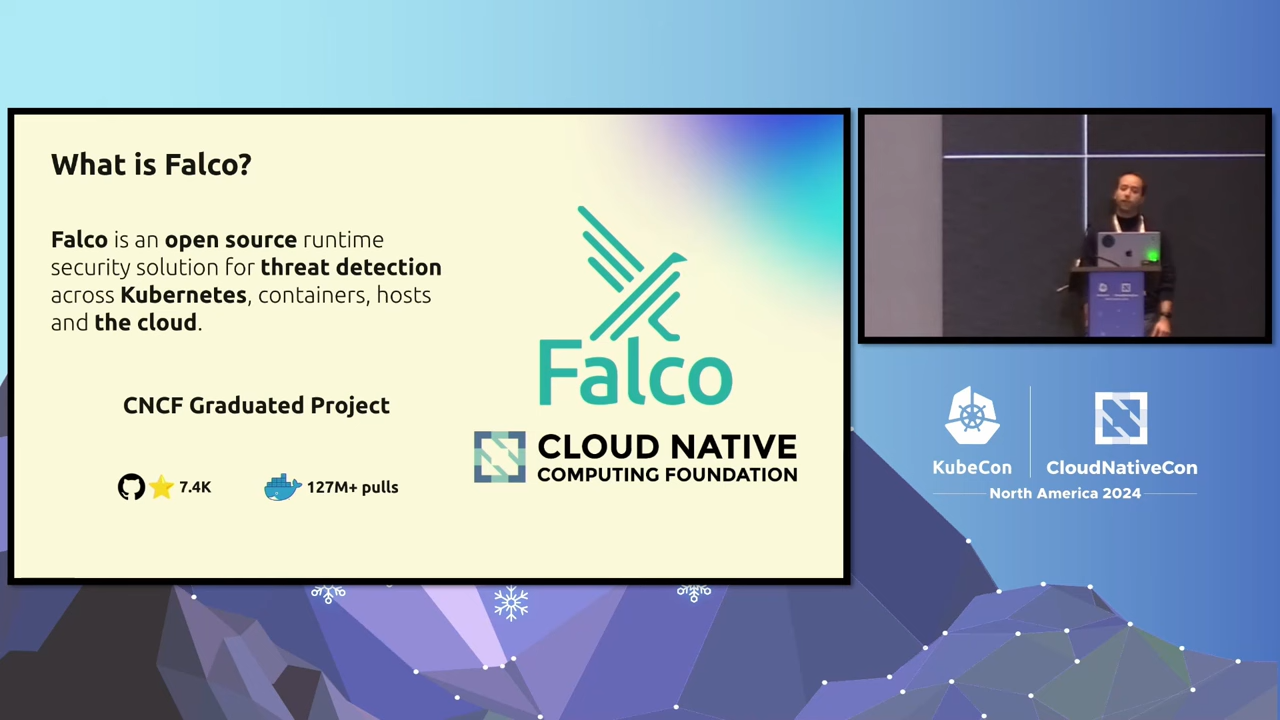 What is Falco?
Falco is an open source runtime
security solution for threat detection
across Kubernetes, containers, hosts
and the cloud.
CNCF Graduated Project
7.4K
127M+ pulls
Falco
CLOUD NATIVE
COMPUTING FOUNDATION
KubeCon
CloudNativeCon
North America 2024